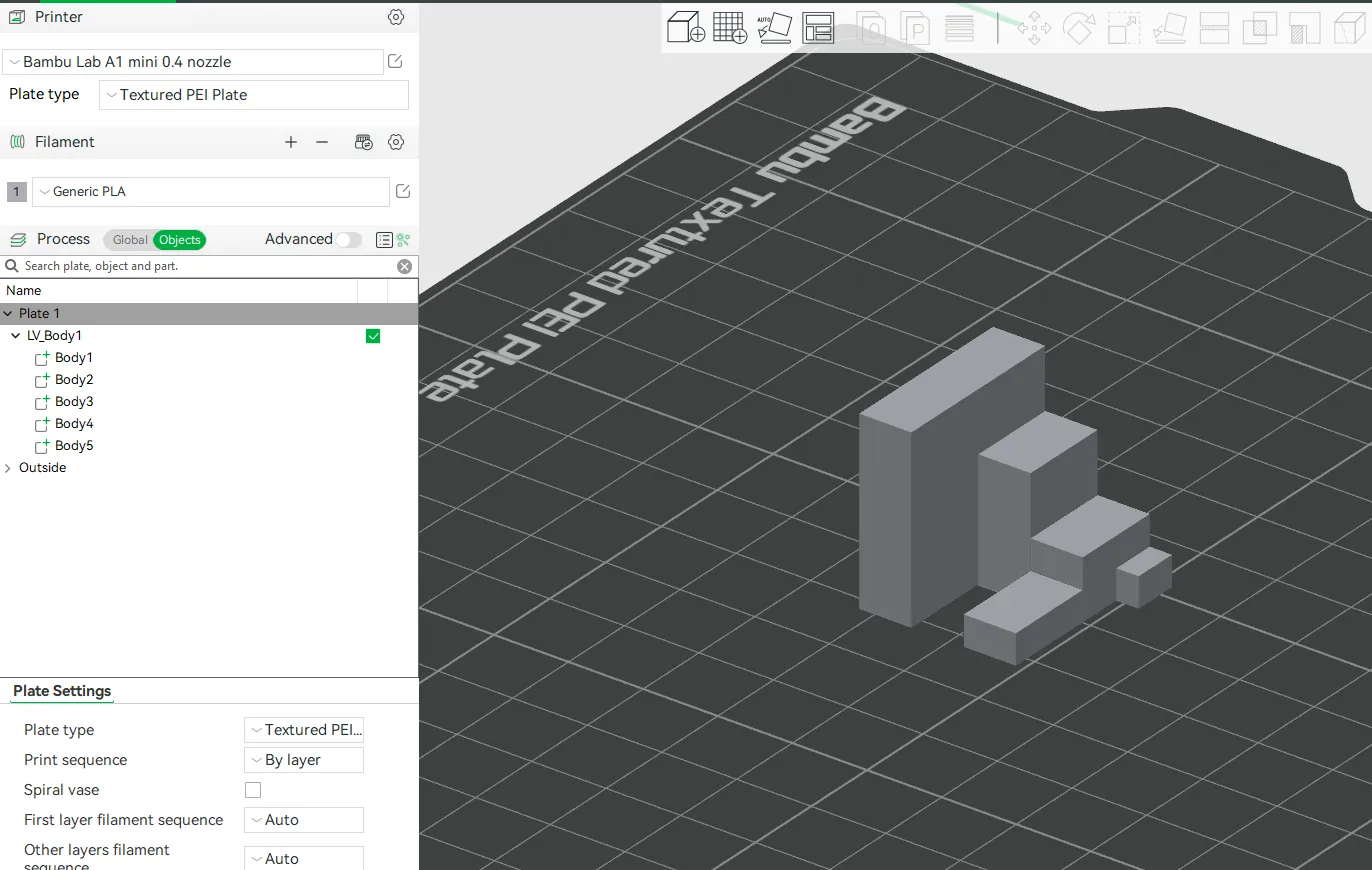 Printer
Bambu Lab A1 mini 0.4 nozzle
Plate type
Textured PEI Plate
Filament
1
Generic PLA
Process
Global
Objects
Advanced
Search plate, object and part.
Name
Plate 1
LV_Body1
Body1
Body2
Body3
Body4
Body5
Outside
Plate Settings
Plate type
Textured PEI...
Print sequence
By layer
Spiral vase
First layer filament sequence
Auto
Other layers filament
sequence
Auto
AUTO
P
Bambu Textured PEI Plate